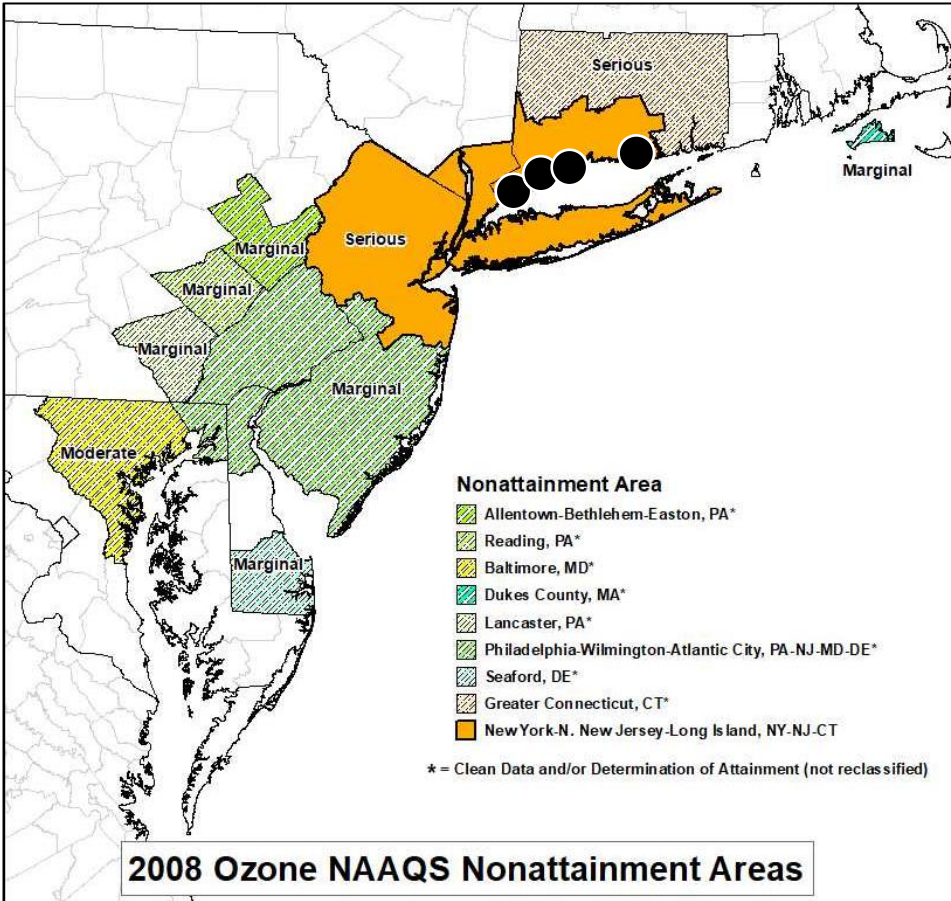 Serious
Marginal
Marginal
Serious
Marginal
Marginal
Marginal
Moderate
Marginal
Nonattainment Area
Allentown-Bethlehem-Easton, PA*
Reading, PA*
Baltimore, MD*
Dukes County, MA*
Lancaster, PA*
Philadelphia-Wilmington-Atlantic City, PA-NJ-MD-DE*
Seaford, DE*
Greater Connecticut, CT*
New York-N. New Jersey-Long Island, NY-NJ-CT
* = Clean Data and/or Determination of Attainment (not reclassified)
2008 Ozone NAAQS Nonattainment Areas